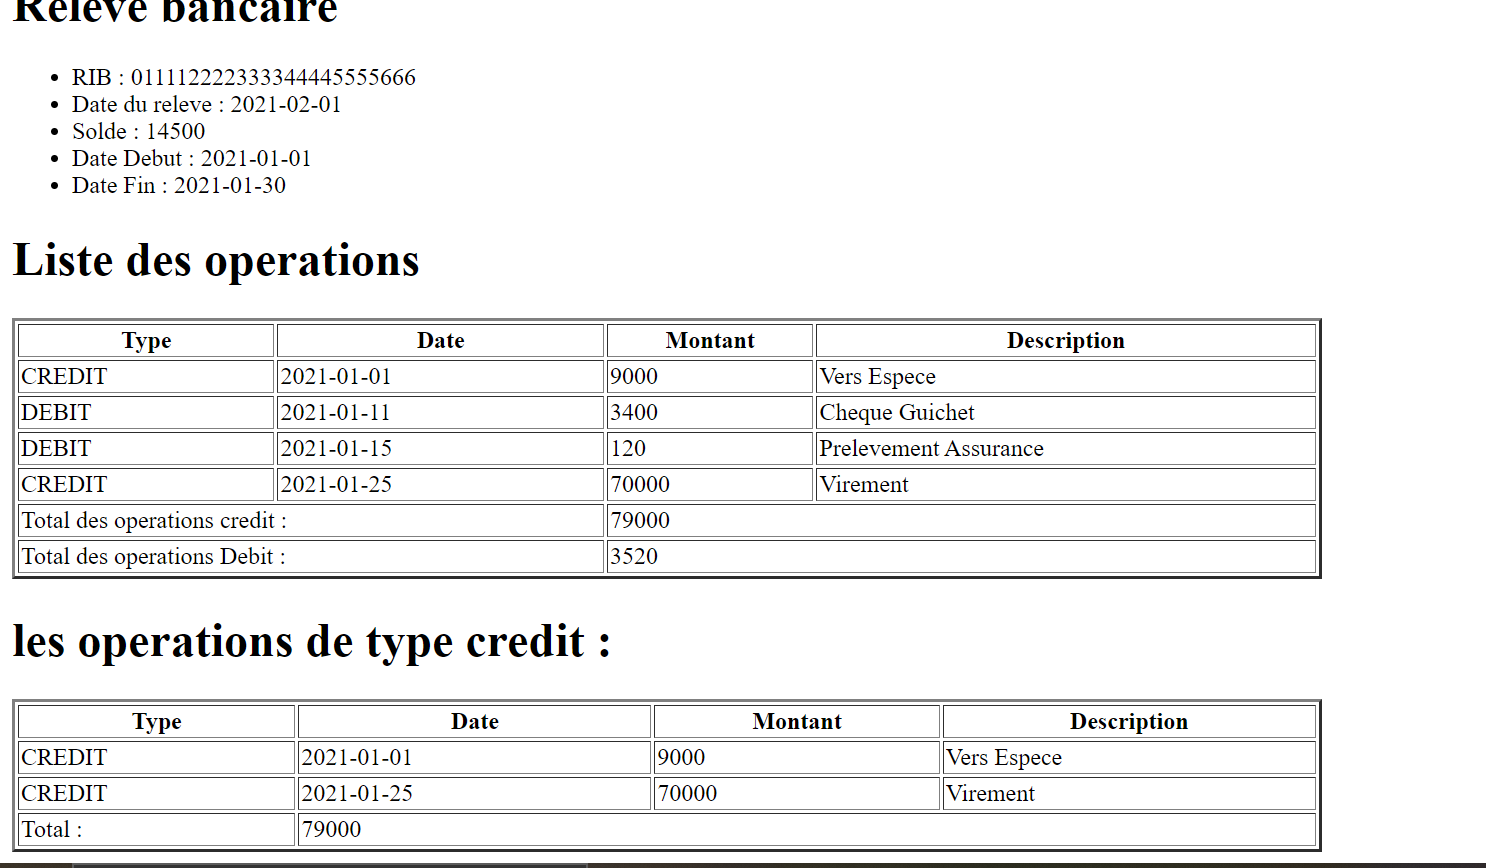 Releve bancaire
RIB : 011112222333344445555666
Date du releve : 2021-02-01
Solde : 14500
Date Debut : 2021-01-01
Date Fin : 2021-01-30
Liste des operations
Type Date Montant Description
CREDIT 2021-01-01 9000 Vers Espece
DEBIT 2021-01-11 3400 Cheque Guichet
DEBIT 2021-01-15 120 Prelevement Assurance
CREDIT 2021-01-25 70000 Virement
Total des operations credit : 79000
Total des operations Debit : 3520
les operations de type credit :
Type Date Montant Description
CREDIT 2021-01-01 9000 Vers Espece
CREDIT 2021-01-25 70000 Virement
Total : 79000